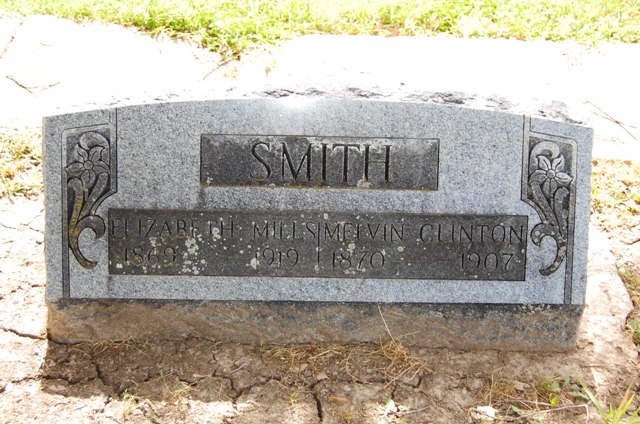 SMITH
ELIZABETH MILLS MELVIN CLINTON
1869 1919 1870 1907